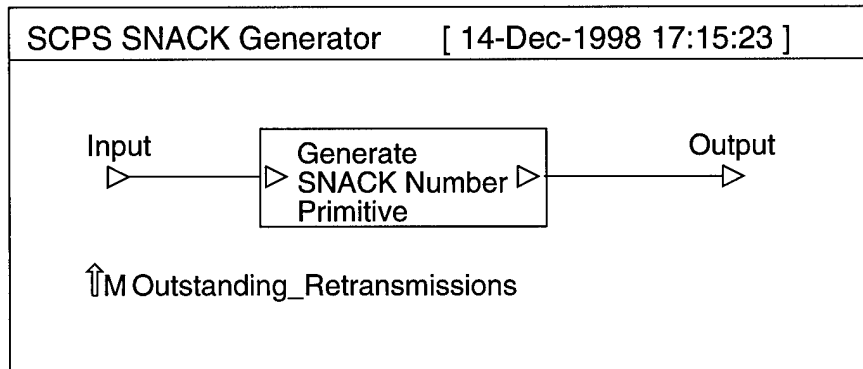 SCPS SNACK Generator [ 14-Dec-1998 17:15:23 ]
Input
Generate
SNACK Number
Primitive
Output
⇑M Outstanding_Retransmissions